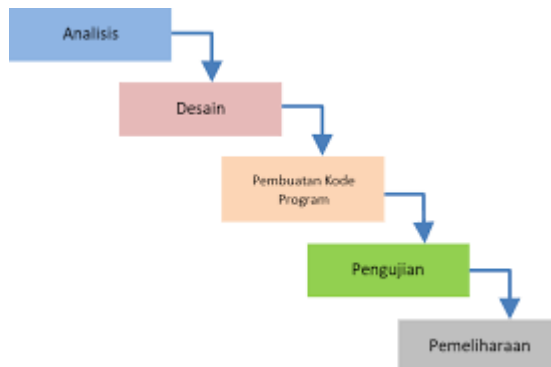 Analisis
Desain
Pembuatan Kode
Program
Pengujian
Pemeliharaan